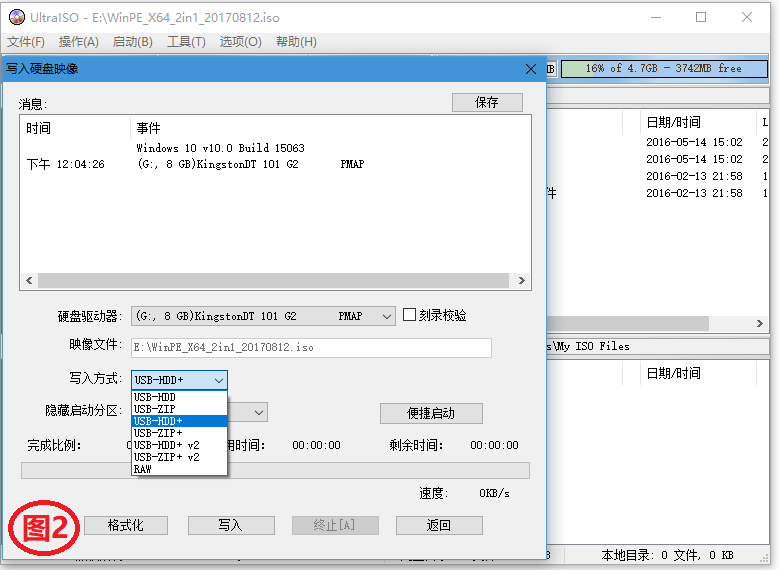 UltraISO - E:\WinPE_X64_2in1_20170812.iso
文件(F) 操作(A) 启动(B) 工具(T) 选项(O) 帮助(H)
写入硬盘映像
16% of 4.7GB - 3742MB free
消息:
保存
时间 事件
Windows 10 v10.0 Build 15063
下午 12:04:26 (G:, 8 GB)KingstonDT 101 G2 PMAP
日期/时间
2016-05-14 15:02
2016-05-14 15:02
2016-02-13 21:58
件 2016-02-13 21:58
硬盘驱动器: (G:, 8 GB)KingstonDT 101 G2 PMAP 刻录校验
映像文件: E:\WinPE_X64_2in1_20170812.iso
s\My ISO Files
写入方式: USB-HDD+
日期/时间
USB-HDD
USB-ZIP
USB-HDD+
USB-ZIP+
USB-HDD+ v2
USB-ZIP+ v2
RAW
隐藏启动分区: 便捷启动
完成比例: 用时间: 00:00:00 剩余时间: 00:00:00
速度: 0KB/s
图2
格式化 写入 终止[A] 返回
本地目录: 0 文件, 0 KB